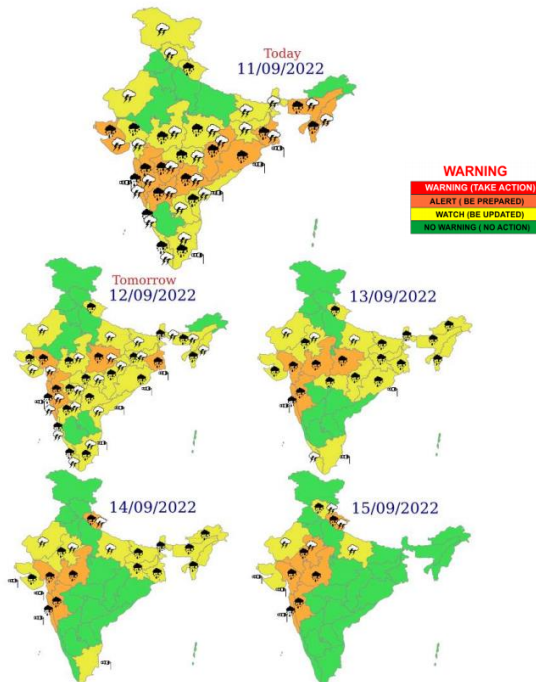 Today
11/09/2022
WARNING
WARNING (TAKE ACTION)
ALERT ( BE PREPARED)
WATCH (BE UPDATED)
NO WARNING ( NO ACTION)
Tomorrow
12/09/2022
13/09/2022
14/09/2022
15/09/2022